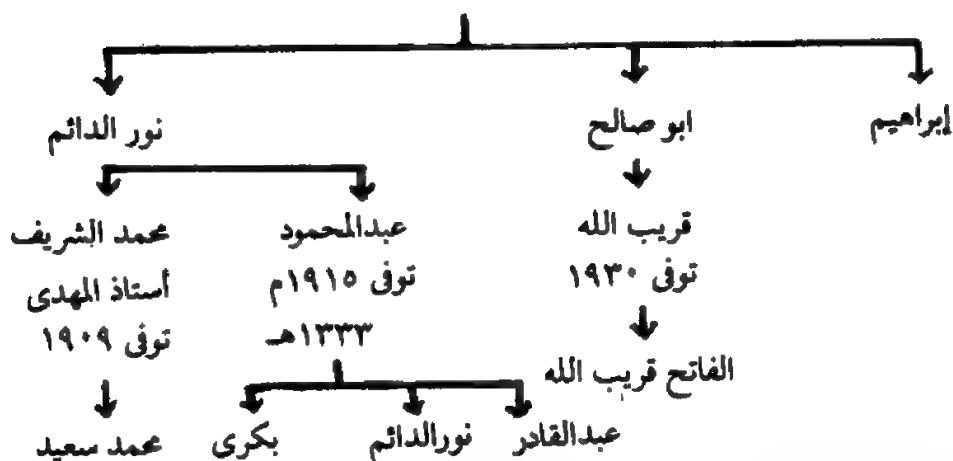 إبراهيم
ابو صالح
نور الدائم
قريب الله
توفى ١٩٣٠
عبدالمحمود
توفى ١٩١٥م
١٣٣٣هـ
محمد الشريف
أستاذ المهدى
توفى ١٩٠٩
الفاتح قريب الله
عبدالقادر
نورالدائم
بكرى
محمد سعيد